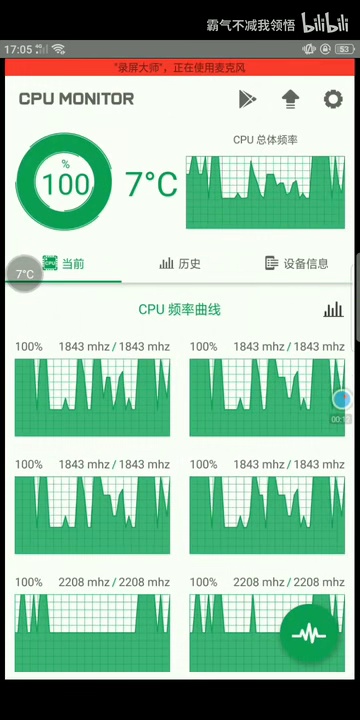 霸气不减我领悟 bilibili
17:05 53
"录屏大师"，正在使用麦克风
CPU MONITOR
CPU 总体频率
%
100
7°C
7°C
当前
历史
设备信息
CPU 频率曲线
100% 1843 mhz / 1843 mhz
100% 1843 mhz / 1843 mhz
100% 1843 mhz / 1843 mhz
100% 1843 mhz / 1843 mhz
100% 2208 mhz / 2208 mhz
100% 2208 mhz / 2208 mhz